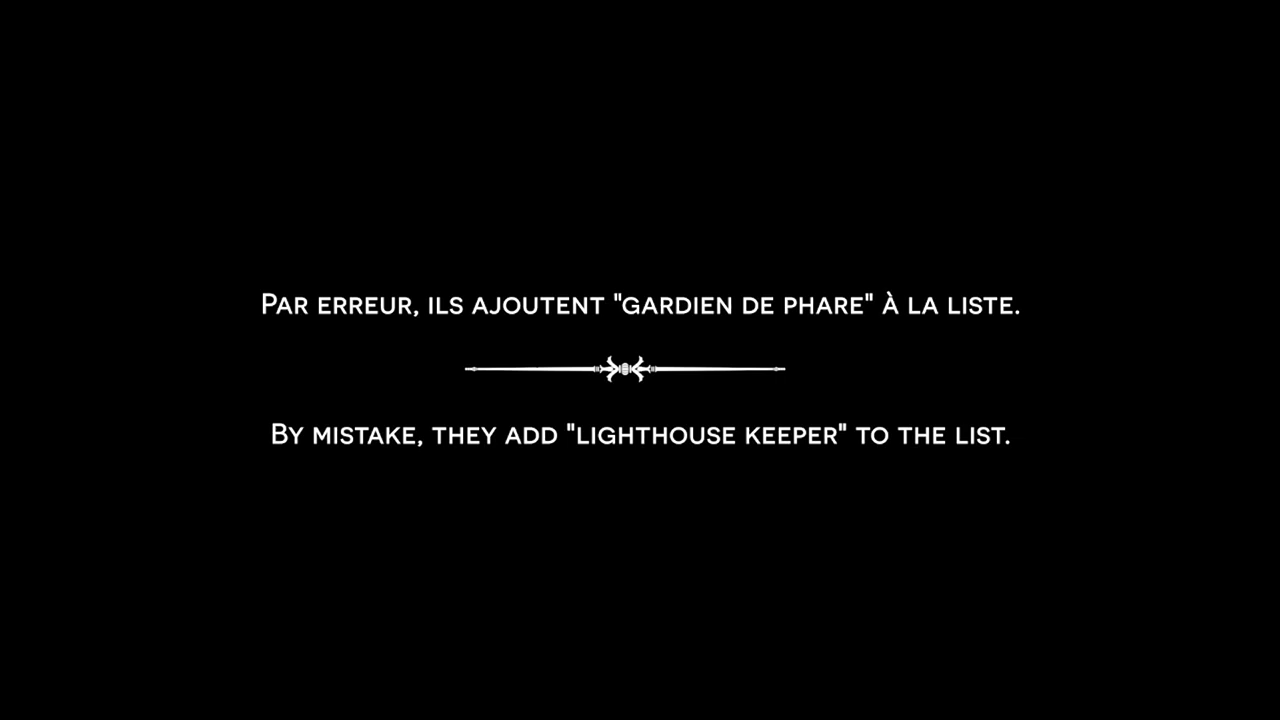 Par erreur, ils ajoutent "gardien de phare" à la liste.
By mistake, they add "lighthouse keeper" to the list.